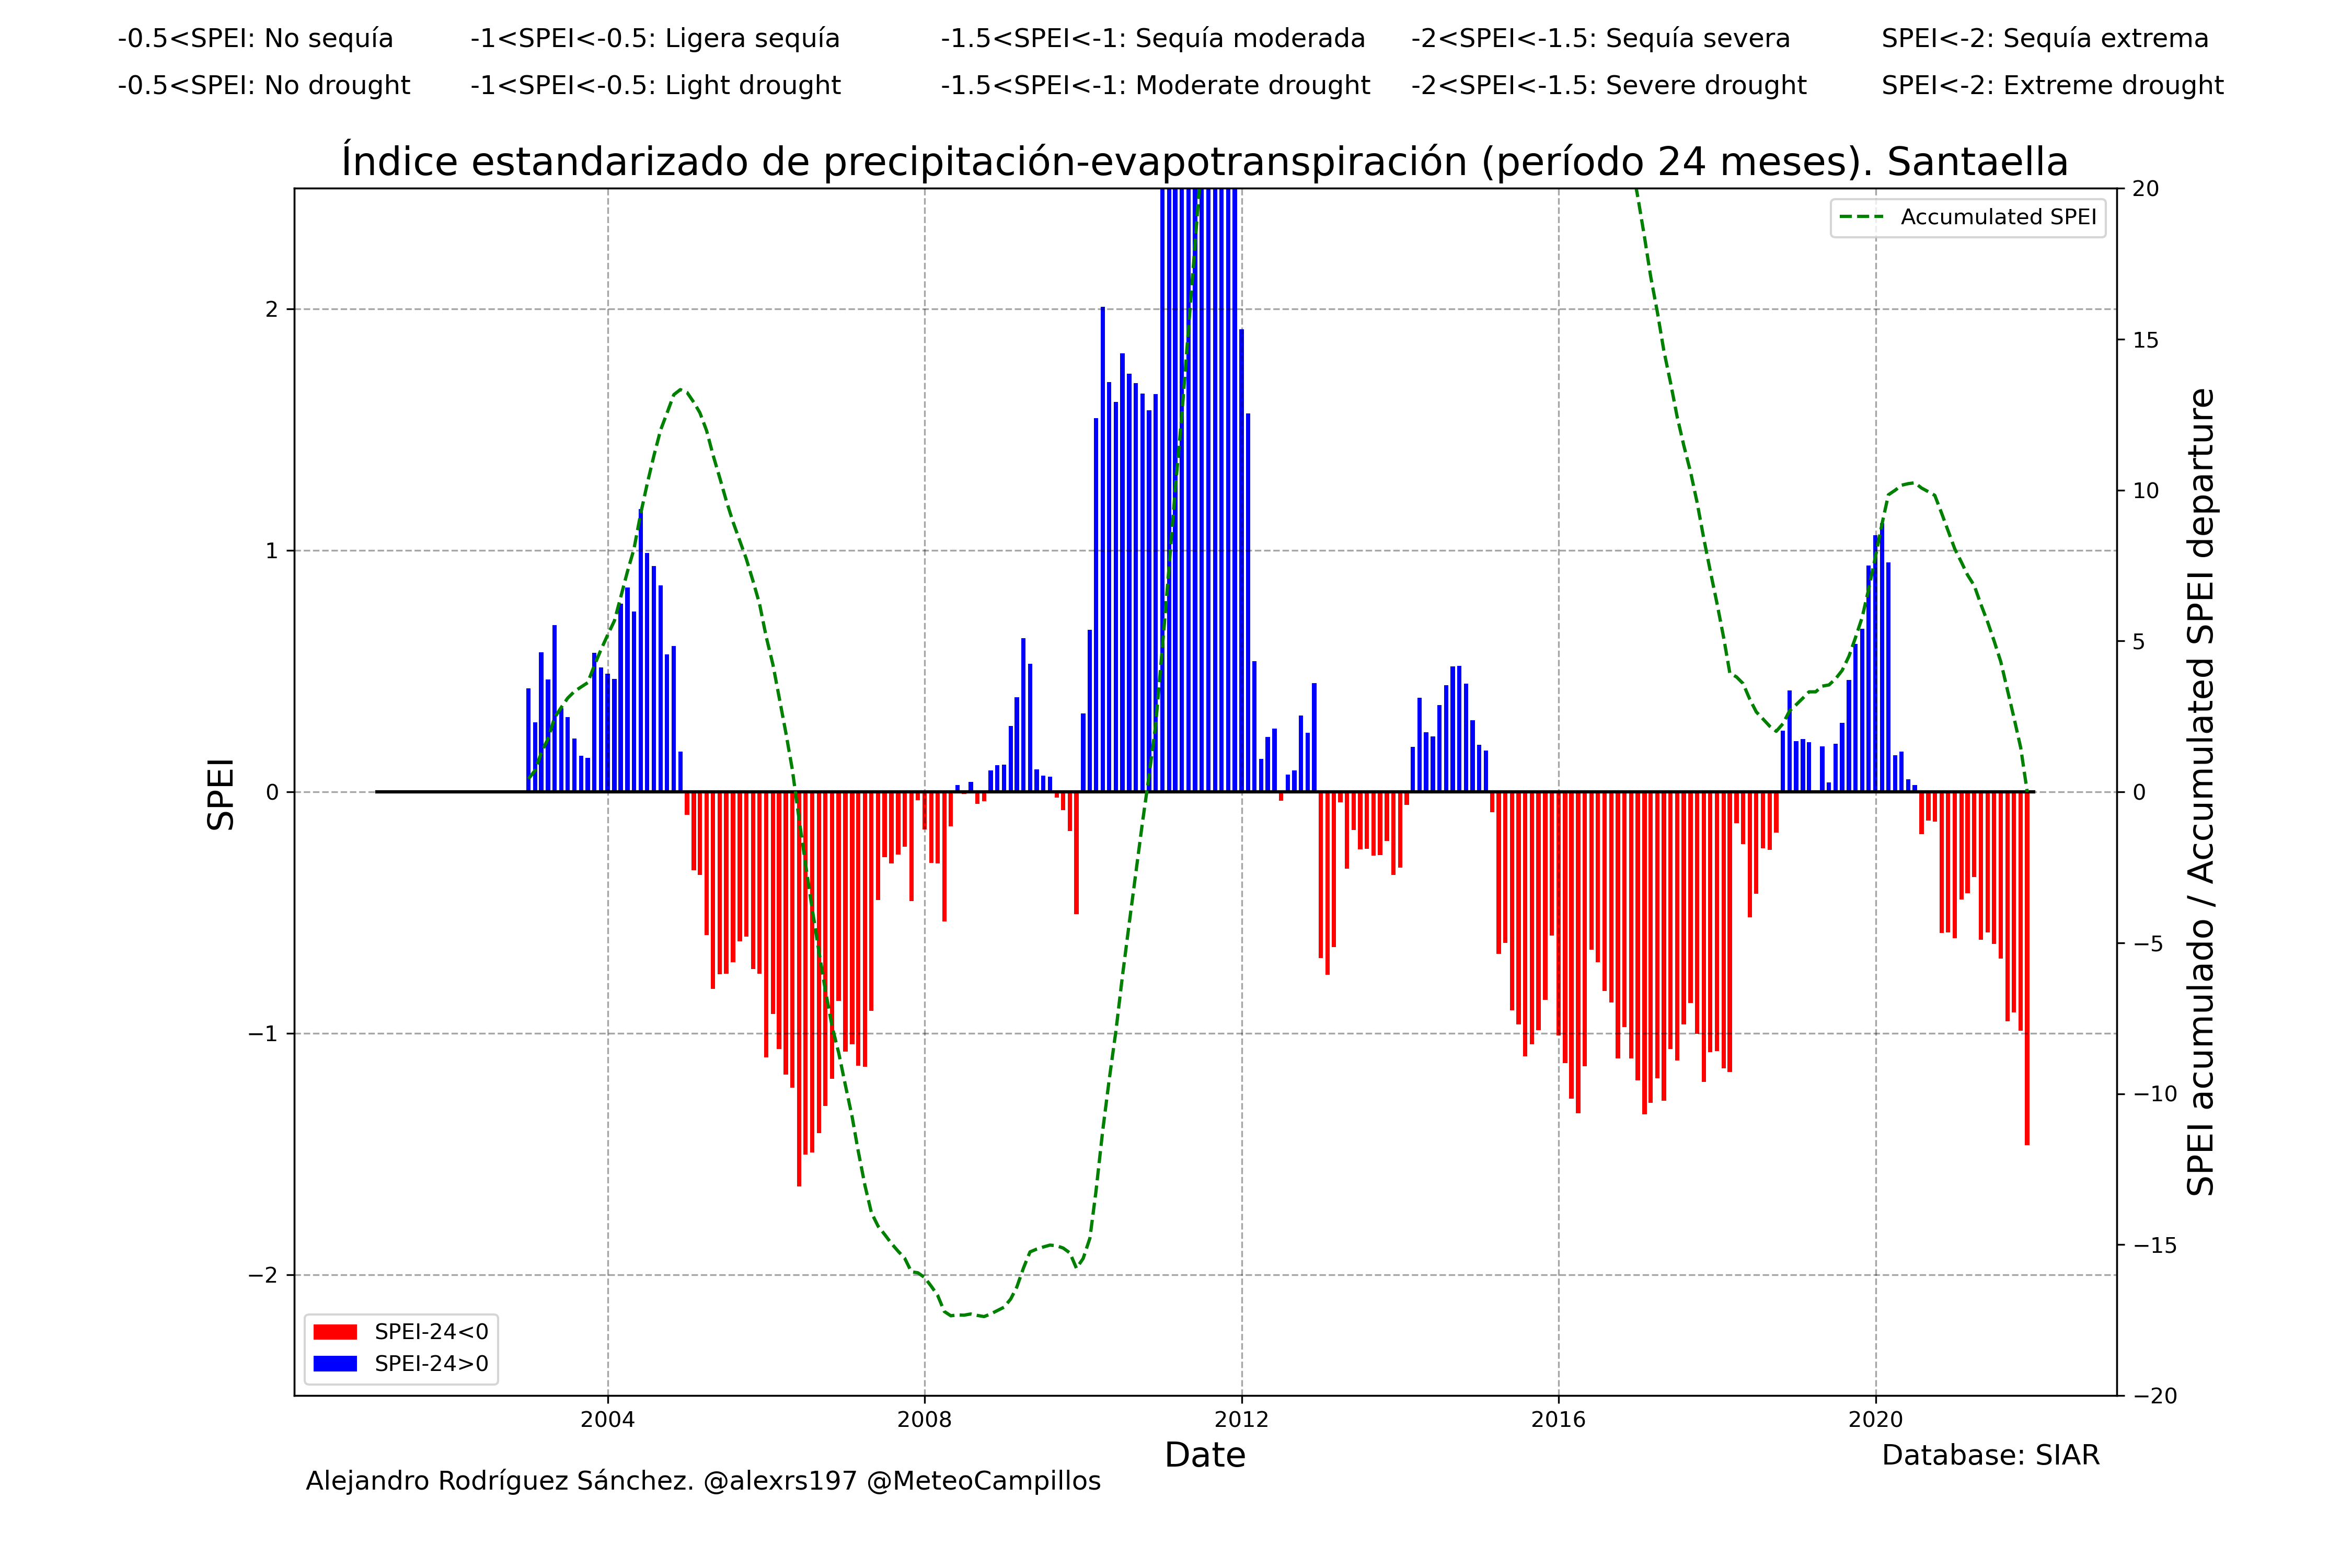 -0.5<SPEI: No sequía -1<SPEI<-0.5: Ligera sequía -1.5<SPEI<-1: Sequía moderada -2<SPEI<-1.5: Sequía severa SPEI<-2: Sequía extrema
-0.5<SPEI: No drought -1<SPEI<-0.5: Light drought -1.5<SPEI<-1: Moderate drought -2<SPEI<-1.5: Severe drought SPEI<-2: Extreme drought
Índice estandarizado de precipitación-evapotranspiración (período 24 meses). Santaella
Accumulated SPEI
SPEI
2
1
0
−1
−2
20
15
10
5
0
−5
−10
−15
−20
SPEI acumulado / Accumulated SPEI departure
SPEI-24<0
SPEI-24>0
2004 2008 2012 2016 2020
Date
Database: SIAR
Alejandro Rodríguez Sánchez. @alexrs197 @MeteoCampillos